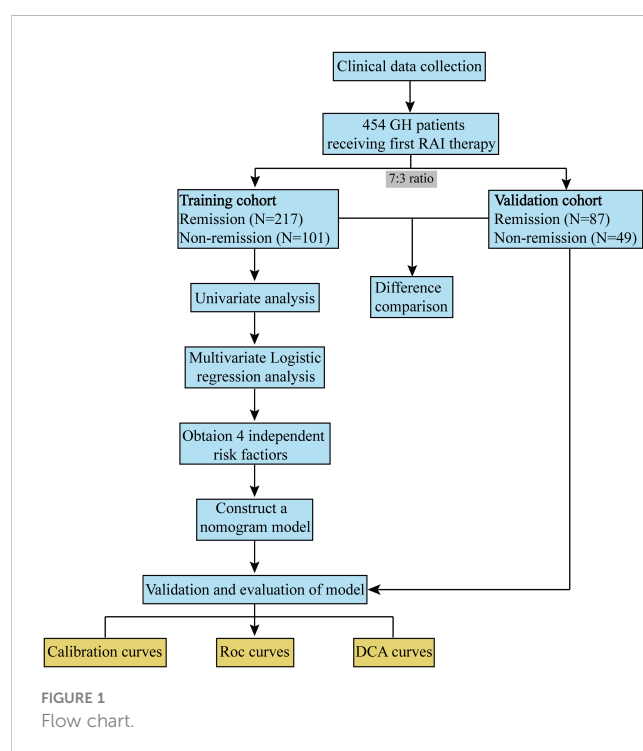 Clinical data collection
454 GH patients
receiving first RAI therapy
7:3 ratio
Training cohort
Remission (N=217)
Non-remission (N=101)
Validation cohort
Remission (N=87)
Non-remission (N=49)
Difference
comparison
Univariate analysis
Multivariate Logistic
regression analysis
Obtaion 4 independent
risk factiors
Construct a
nomogram model
Validation and evaluation of model
Calibration curves
Roc curves
DCA curves
FIGURE 1
Flow chart.